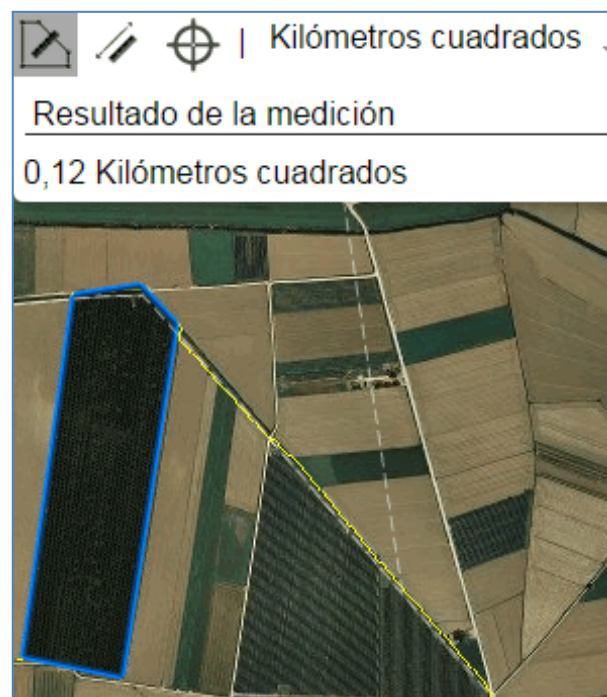 Kilómetros cuadrados
Resultado de la medición
0,12 Kilómetros cuadrados